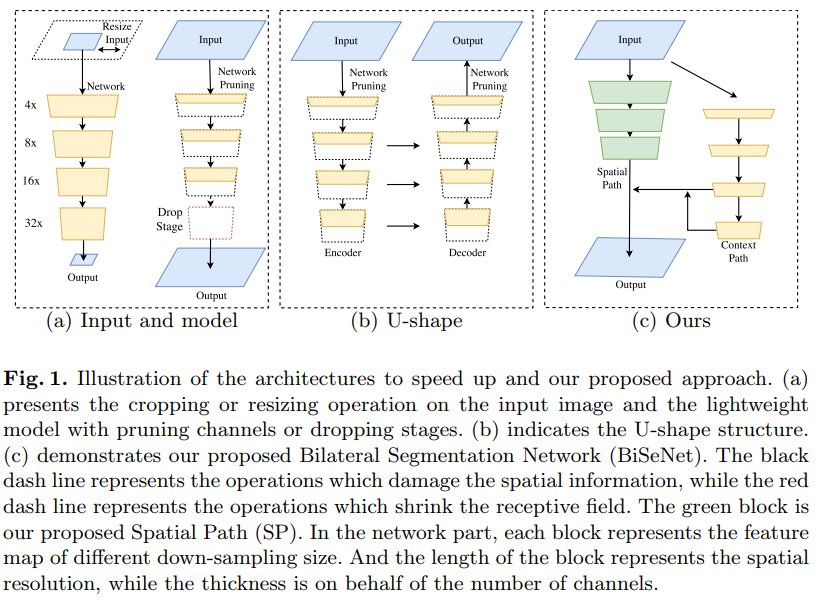 Resize
Input
Network
4x
8x
16x
32x
Output
Input
Network
Pruning
Drop
Stage
Output
(a) Input and model
Input
Network
Pruning
Encoder
Output
Network
Pruning
Decoder
(b) U-shape
Input
Spatial
Path
Context
Path
Output
(c) Ours
Fig. 1. Illustration of the architectures to speed up and our proposed approach. (a)
presents the cropping or resizing operation on the input image and the lightweight
model with pruning channels or dropping stages. (b) indicates the U-shape structure.
(c) demonstrates our proposed Bilateral Segmentation Network (BiSeNet). The black
dash line represents the operations which damage the spatial information, while the red
dash line represents the operations which shrink the receptive field. The green block is
our proposed Spatial Path (SP). In the network part, each block represents the feature
map of different down-sampling size. And the length of the block represents the spatial
resolution, while the thickness is on behalf of the number of channels.